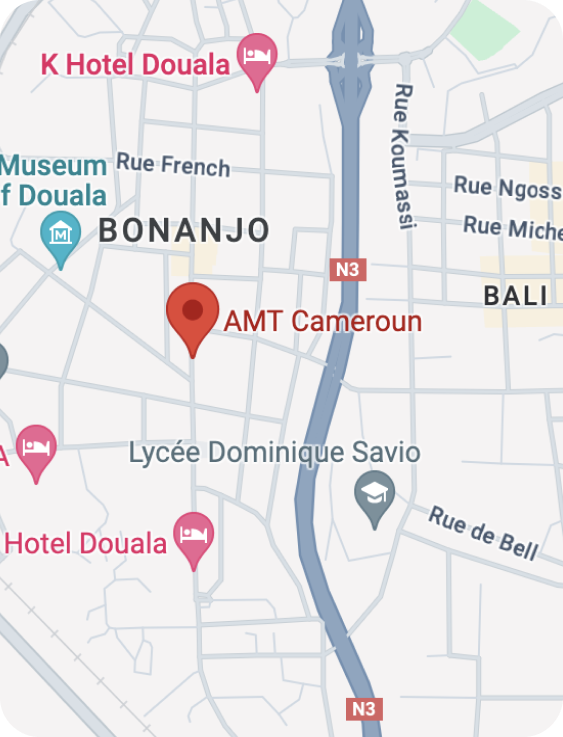 K Hotel Douala
Rue Koumassi
Museum
f Douala
Rue French
Rue Ngoss
Rue Miche
M
BONANJO
N3
BALI
AMT Cameroun
A
Lycée Dominique Savio
Rue de Bell
Hotel Douala
N3